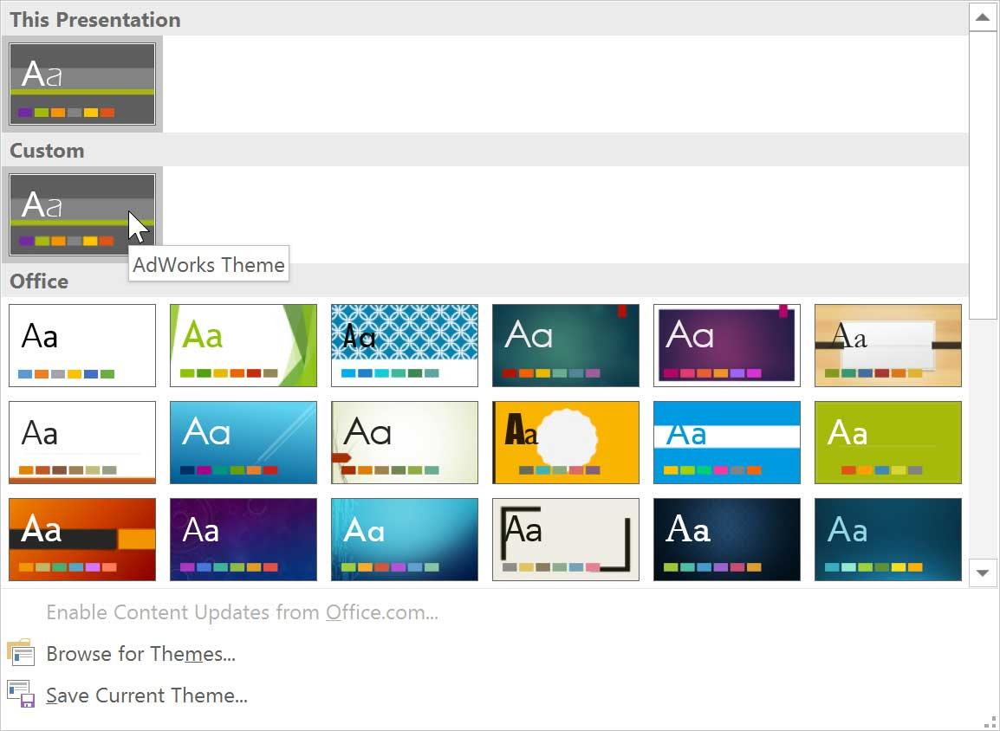 This Presentation
Aa
Custom
Aa
AdWorks Theme
Office
Aa Aa Aa Aa Aa Aa
Aa Aa Aa Aa Aa Aa
Aa Aa Aa Aa Aa Aa
Enable Content Updates from Office.com...
Browse for Themes...
Save Current Theme...